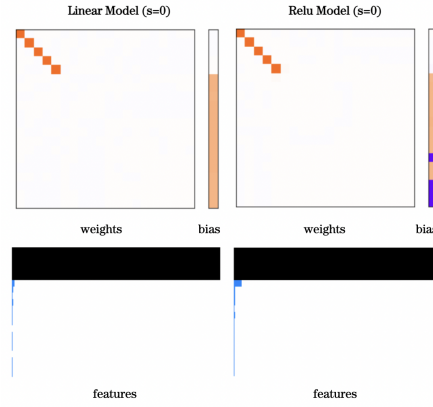 Linear Model (s=0) Relu Model (s=0)
weights bias weights
features features